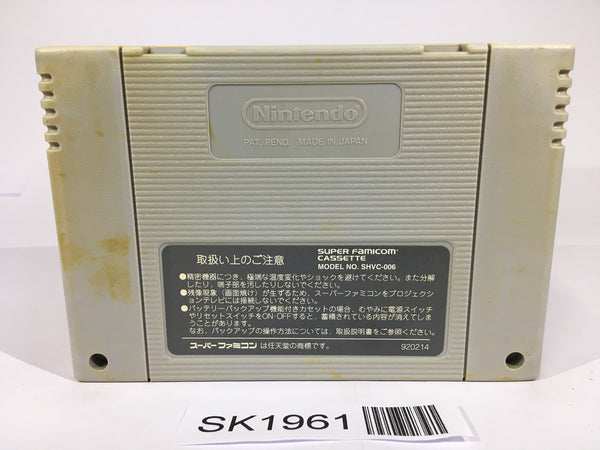 Nintendo
PAT. PEND. MADE IN JAPAN
取扱い上のご注意
SUPER FAMICOM
CASSETTE
MODEL NO. SHVC-006
●精密機器につき、極端な温度変化やショックを避けてください。また分解
したり、端子部を汚したりしないでください。
●残像現象（画面焼け）が生ずるため、スーパーファミコンをプロジェクシ
ョンテレビには接続しないでください。
●バッテリーバックアップ機能付きカセットの場合、むやみに電源スイッチ
やリセットスイッチをON-OFFすると、蓄積されている内容が消えてしま
うことがあります。
なお、バックアップの操作方法については、取扱説明書をご参照ください。
スーパーファミコン は任天堂の商標です。
920214
SK1961